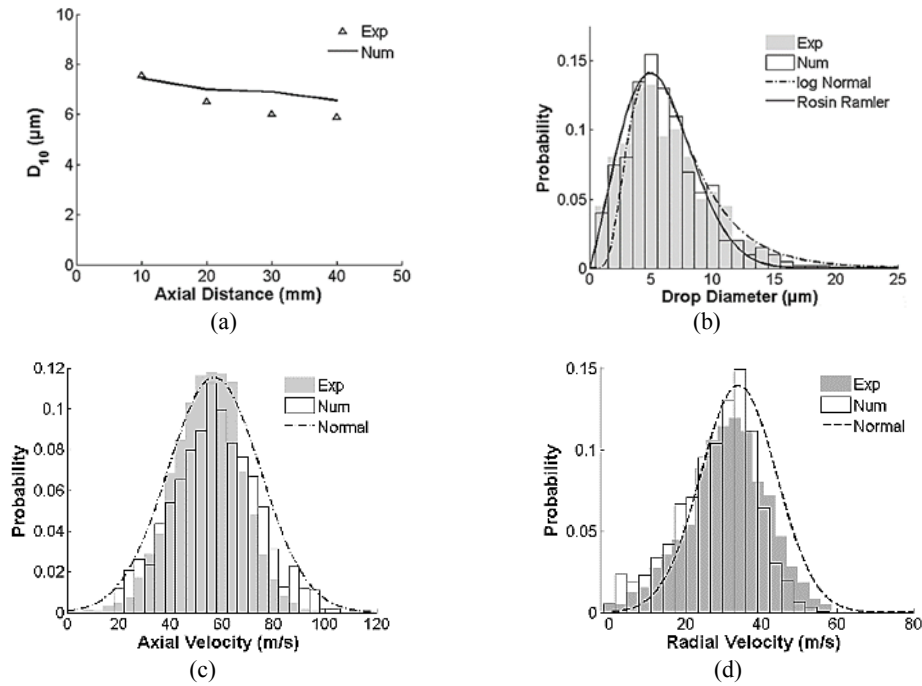 10
8
6
4
2
0
D10 (µm)
0 10 20 30 40 50
Axial Distance (mm)
Exp
Num
(a)
0.15
0.1
0.05
0
Probability
0 5 10 15 20 25
Drop Diameter (µm)
Exp
Num
log Normal
Rosin Ramler
(b)
0.12
0.1
0.08
0.06
0.04
0.02
0
Probability
0 20 40 60 80 100 120
Axial Velocity (m/s)
Exp
Num
Normal
(c)
0.15
0.1
0.05
0
Probability
20 40 60 80
Radial Velocity (m/s)
Exp
Num
Normal
(d)